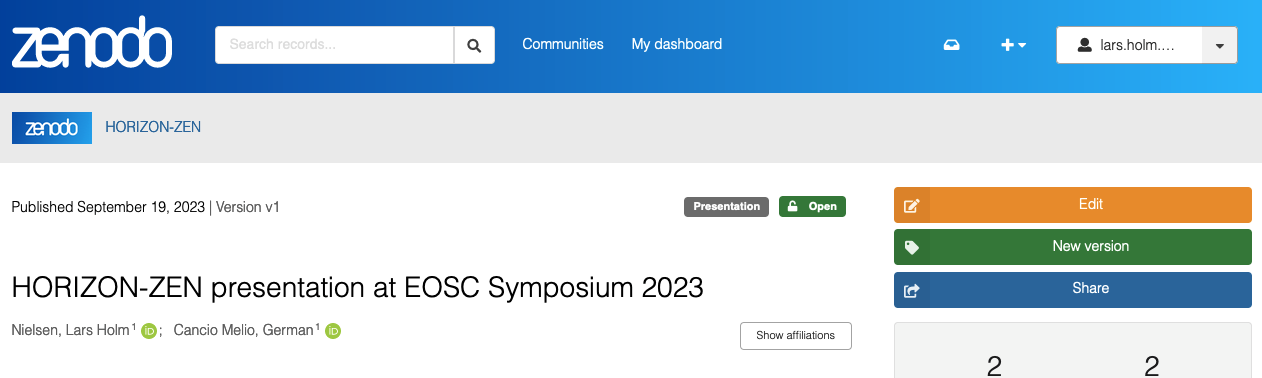 zenodo
Search records...
Communities
My dashboard
lars.holm....
zenodo
HORIZON-ZEN
Published September 19, 2023 | Version v1
Presentation
Open
Edit
New version
Share
HORIZON-ZEN presentation at EOSC Symposium 2023
Nielsen, Lars Holm 1 iD ; Cancio Melio, German 1 iD
Show affiliations
2
2